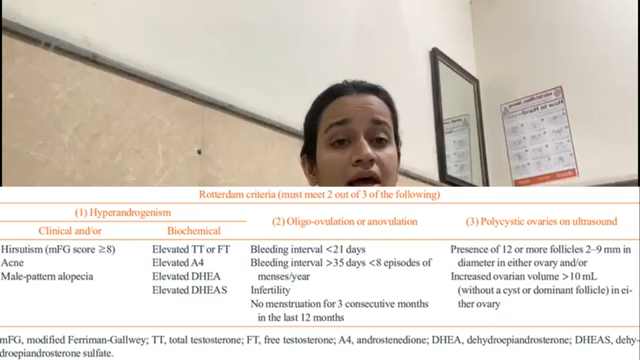 How to Hand
Rotterdam criteria (must meet 2 out of 3 of the following)
(1) Hyperandrogenism
(2) Oligo-ovulation or anovulation
(3) Polycystic ovaries on ultrasound
Clinical and/or
Biochemical
Hirsutism (mFG score ≥8)
Acne
Male-pattern alopecia
Elevated TT or FT
Elevated A4
Elevated DHEA
Elevated DHEAS
Bleeding interval <21 days
Bleeding interval >35 days <8 episodes of
menses/year
Infertility
No menstruation for 3 consecutive months
in the last 12 months
Presence of 12 or more follicles 2–9 mm in
diameter in either ovary and/or
Increased ovarian volume >10 mL
(without a cyst or dominant follicle) in ei-
ther ovary
mFG, modified Ferriman-Gallwey; TT, total testosterone; FT, free testosterone; A4, androstenedione; DHEA, dehydroepiandrosterone; DHEAS, dehy-
droepiandrosterone sulfate.